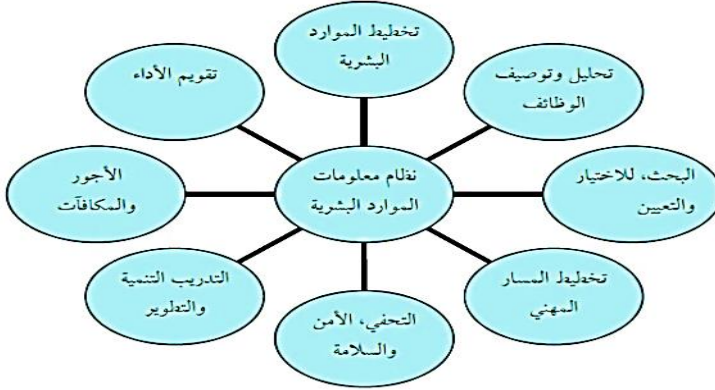 تخطيط الموارد
البشرية
تحليل وتوصيف
الوظائف
تقويم الأداء
البحث، للاختيار
والتعيين
نظام معلومات
الموارد البشرية
الأجور
والمكافآت
تخطيط المسار
المهني
التدريب التنمية
والتطوير
التحفي، الأمن
والسلامة